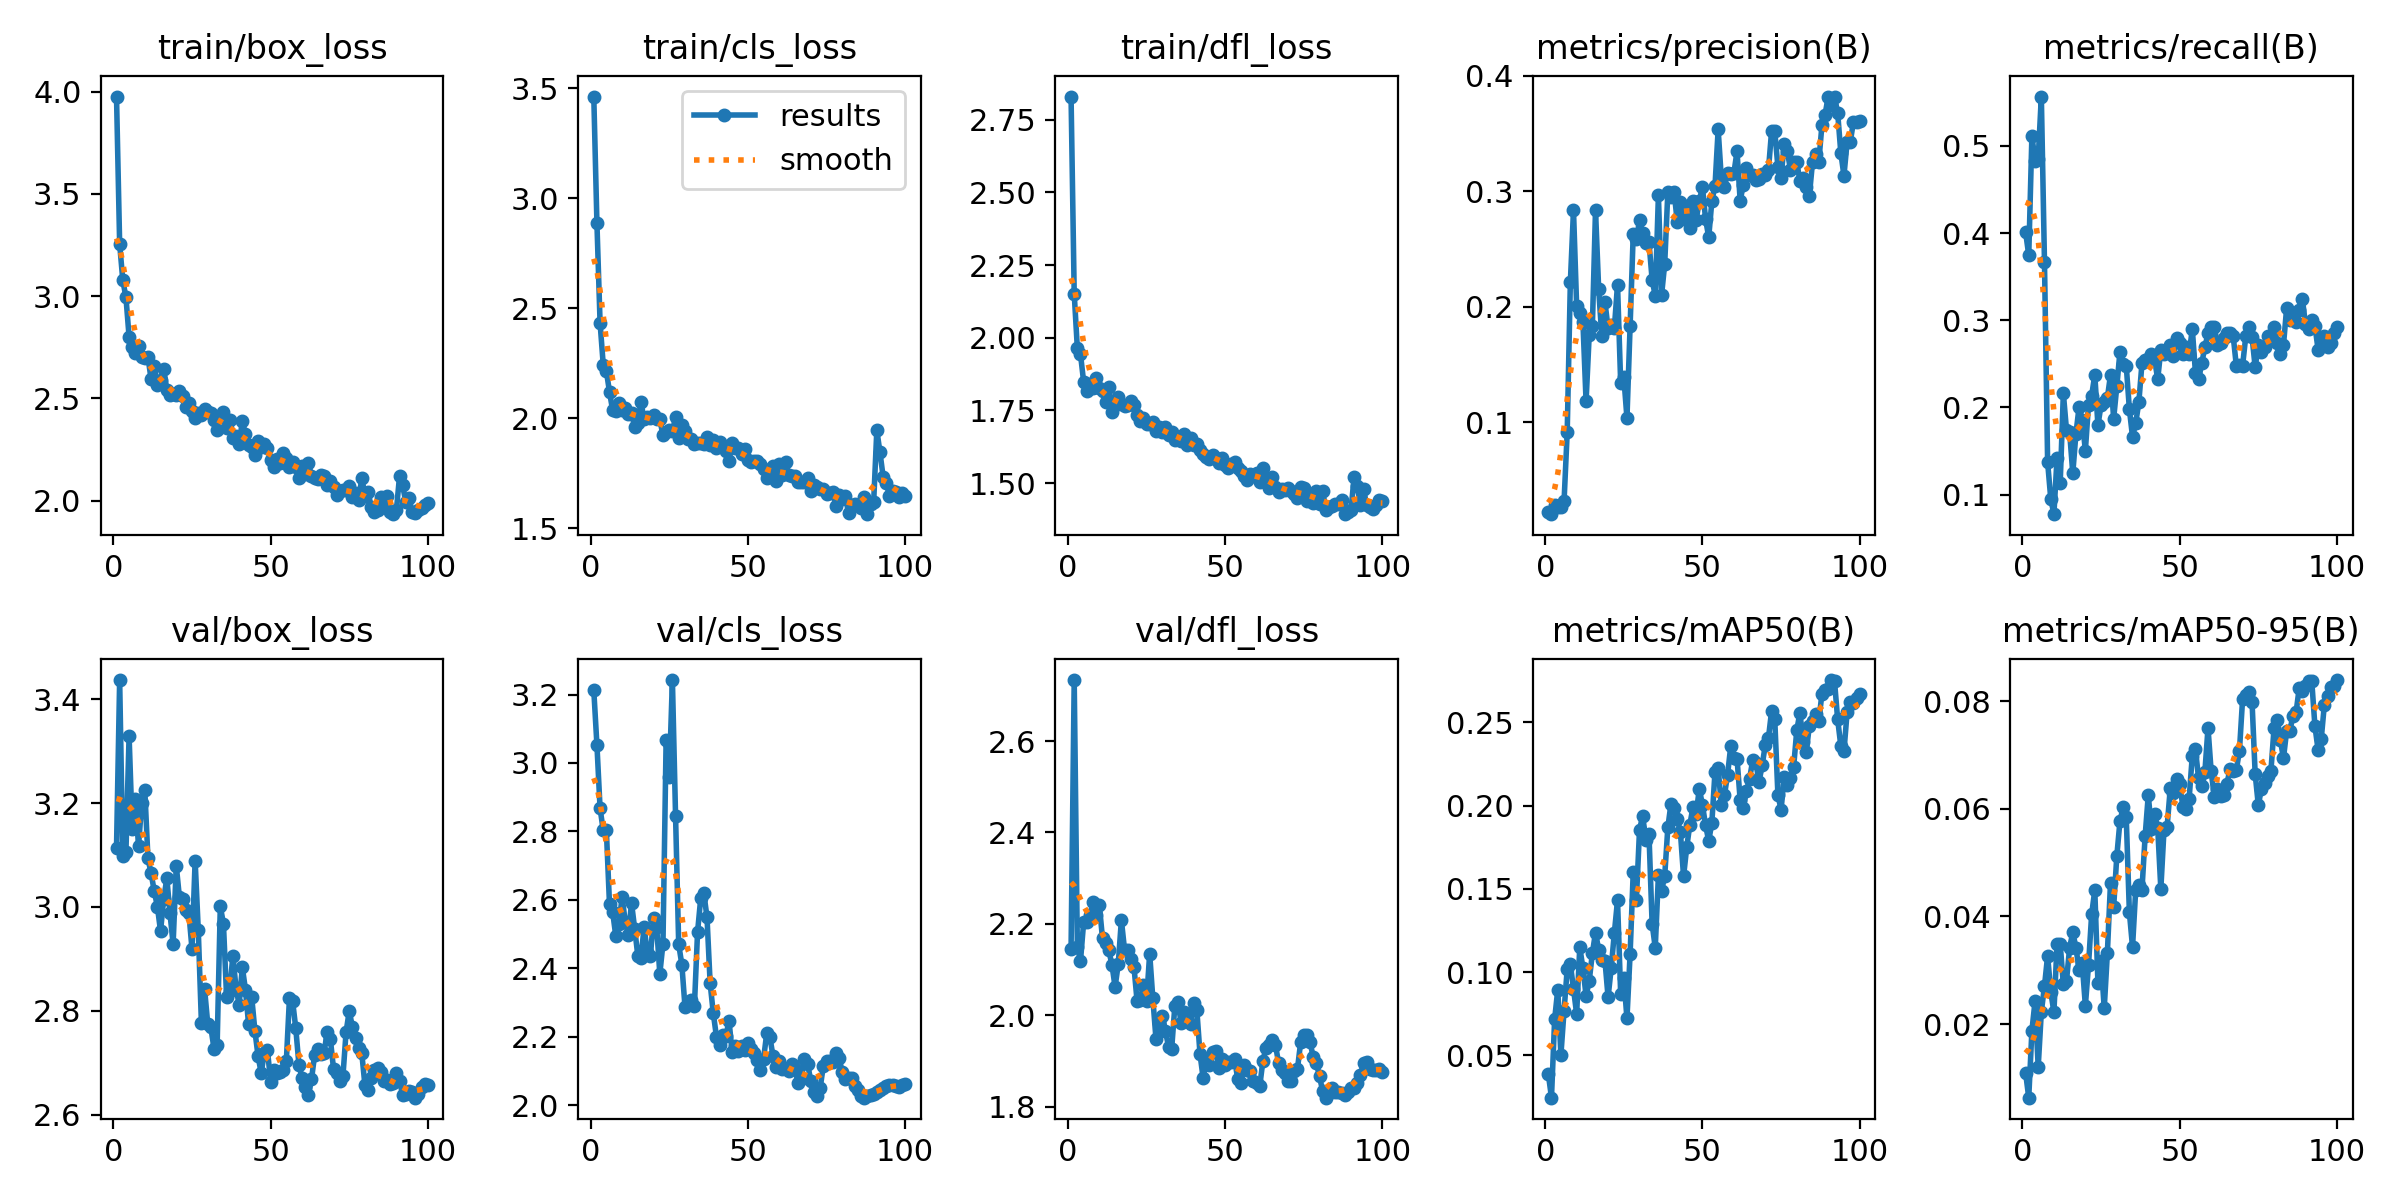 train/box_loss
4.0
3.5
3.0
2.5
2.0
0 50 100
train/cls_loss
results
smooth
3.5
3.0
2.5
2.0
1.5
0 50 100
train/dfl_loss
2.75
2.50
2.25
2.00
1.75
1.50
0 50 100
metrics/precision(B)
0.4
0.3
0.2
0.1
0 50 100
metrics/recall(B)
0.5
0.4
0.3
0.2
0.1
0 50 100
val/box_loss
3.4
3.2
3.0
2.8
2.6
0 50 100
val/cls_loss
3.2
3.0
2.8
2.6
2.4
2.2
2.0
0 50 100
val/dfl_loss
2.6
2.4
2.2
2.0
1.8
0 50 100
metrics/mAP50(B)
0.25
0.20
0.15
0.10
0.05
0 50 100
metrics/mAP50-95(B)
0.08
0.06
0.04
0.02
0 50 100